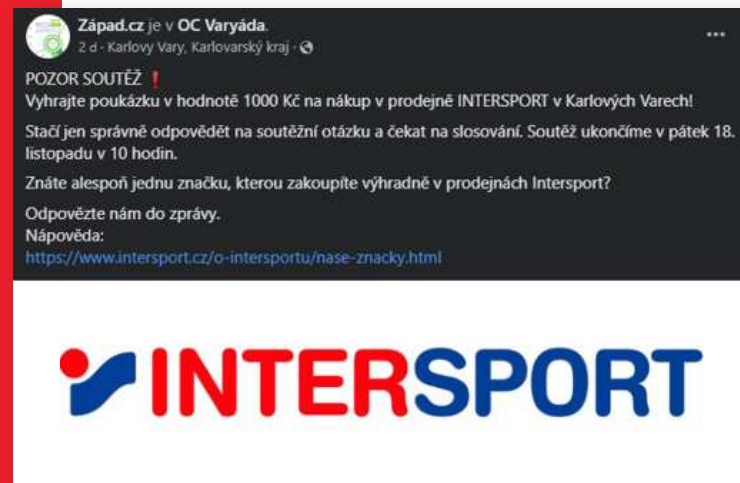 Západ.cz je v OC Varyáda.
2 d · Karlovy Vary, Karlovarský kraj ·
POZOR SOUTĚŽ ❗
Vyhrajte poukázku v hodnotě 1000 Kč na nákup v prodejně INTERSPORT v Karlových Varech!
Stačí jen správně odpovědět na soutěžní otázku a čekat na slosování. Soutěž ukončíme v pátek 18.
listopadu v 10 hodin.
Znáte alespoň jednu značku, kterou zakoupíte výhradně v prodejnách Intersport?
Odpovězte nám do zprávy.
Nápověda:
https://www.intersport.cz/o-intersportu/nase-znacky.html
INTERSPORT